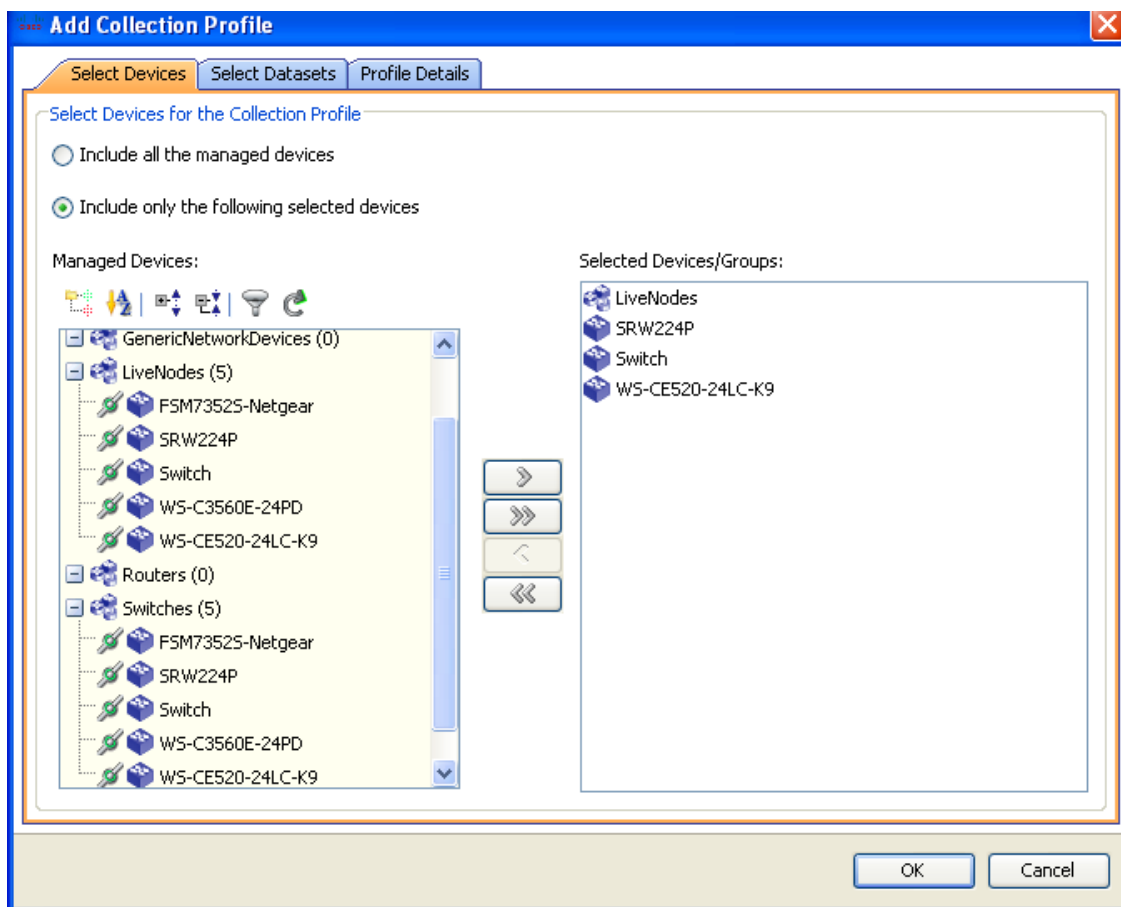 Add Collection Profile
Select Devices Select Datasets Profile Details
Select Devices for the Collection Profile
Include all the managed devices
Include only the following selected devices
Managed Devices:
GenericNetworkDevices (0)
LiveNodes (5)
FSM7352S-Netgear
SRW224P
Switch
WS-C3560E-24PD
WS-CE520-24LC-K9
Routers (0)
Switches (5)
FSM7352S-Netgear
SRW224P
Switch
WS-C3560E-24PD
WS-CE520-24LC-K9
Selected Devices/Groups:
LiveNodes
SRW224P
Switch
WS-CE520-24LC-K9
OK Cancel